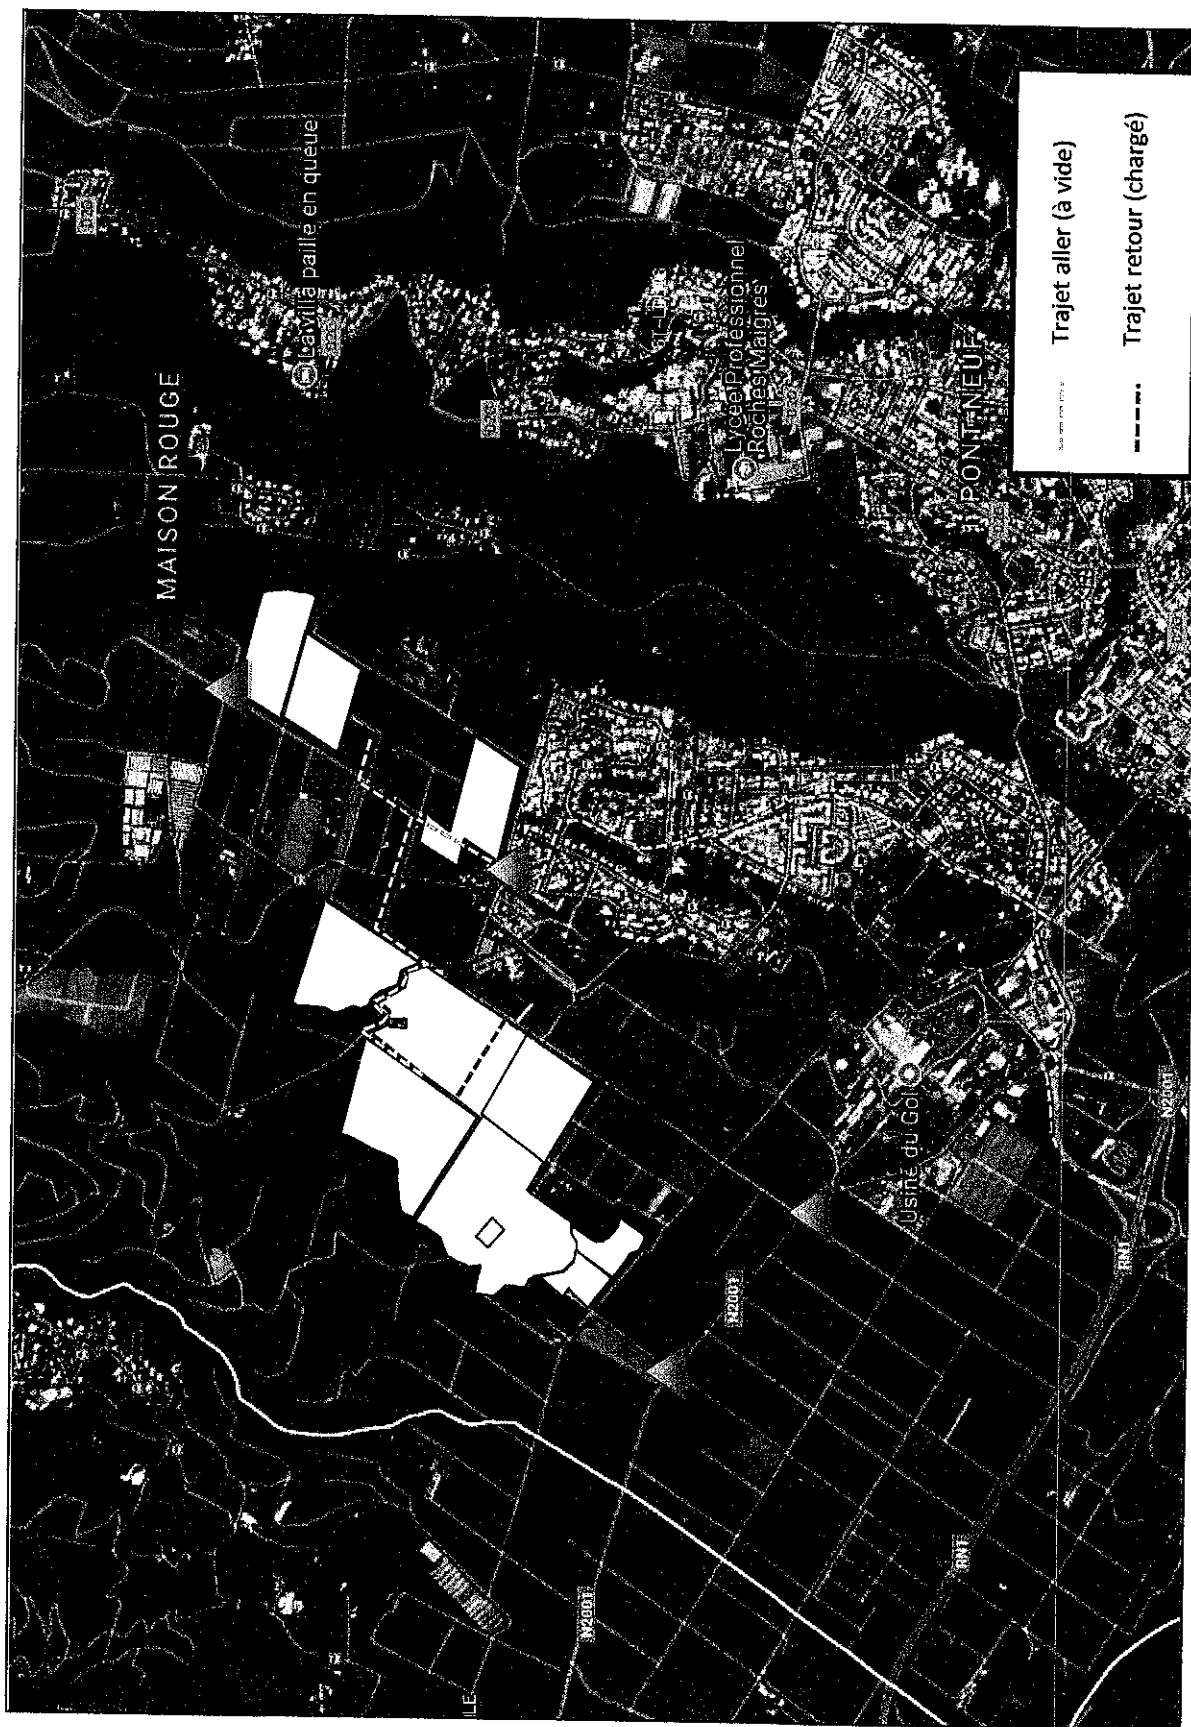 MAISON ROUGE
La villa paille en queue
Lycée Professionnel
Roches Maigres
PONT NEUF
Usine du Gol
N2001
N2001
N2001
RN1
RN1
Trajet aller (à vide)
Trajet retour (chargé)